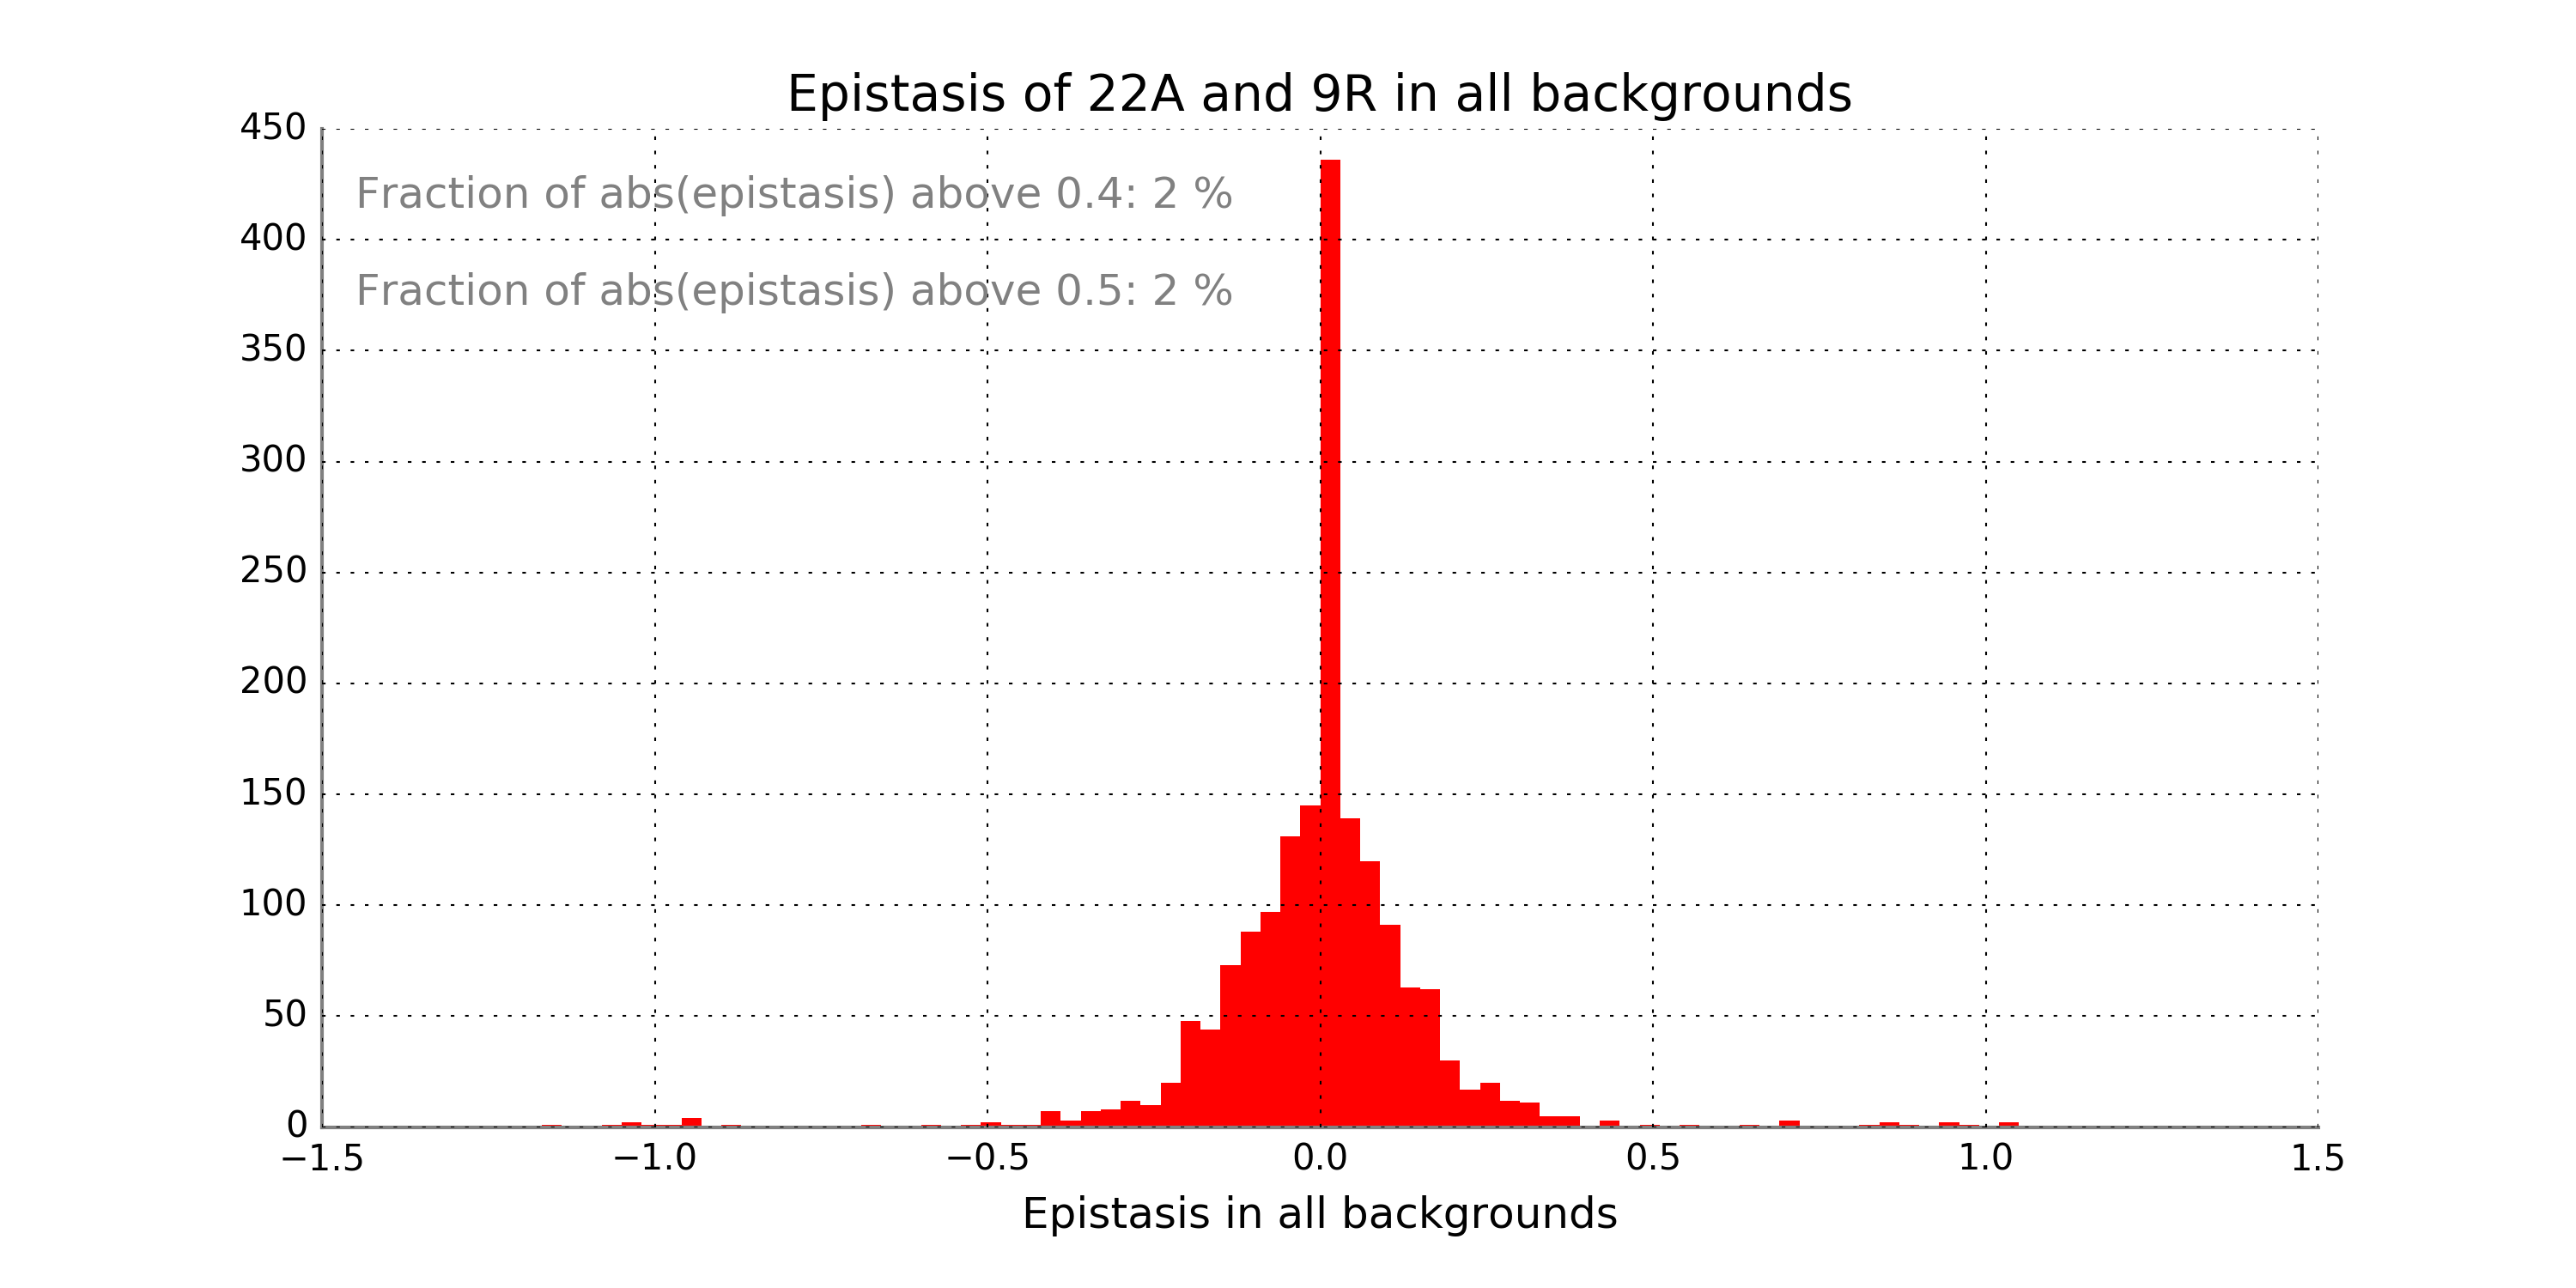 Epistasis of 22A and 9R in all backgrounds
450
Fraction of abs(epistasis) above 0.4: 2 %
400
Fraction of abs(epistasis) above 0.5: 2 %
350
300
250
200
150
100
50
0
−1.5 −1.0 −0.5 0.0 0.5 1.0 1.5
Epistasis in all backgrounds